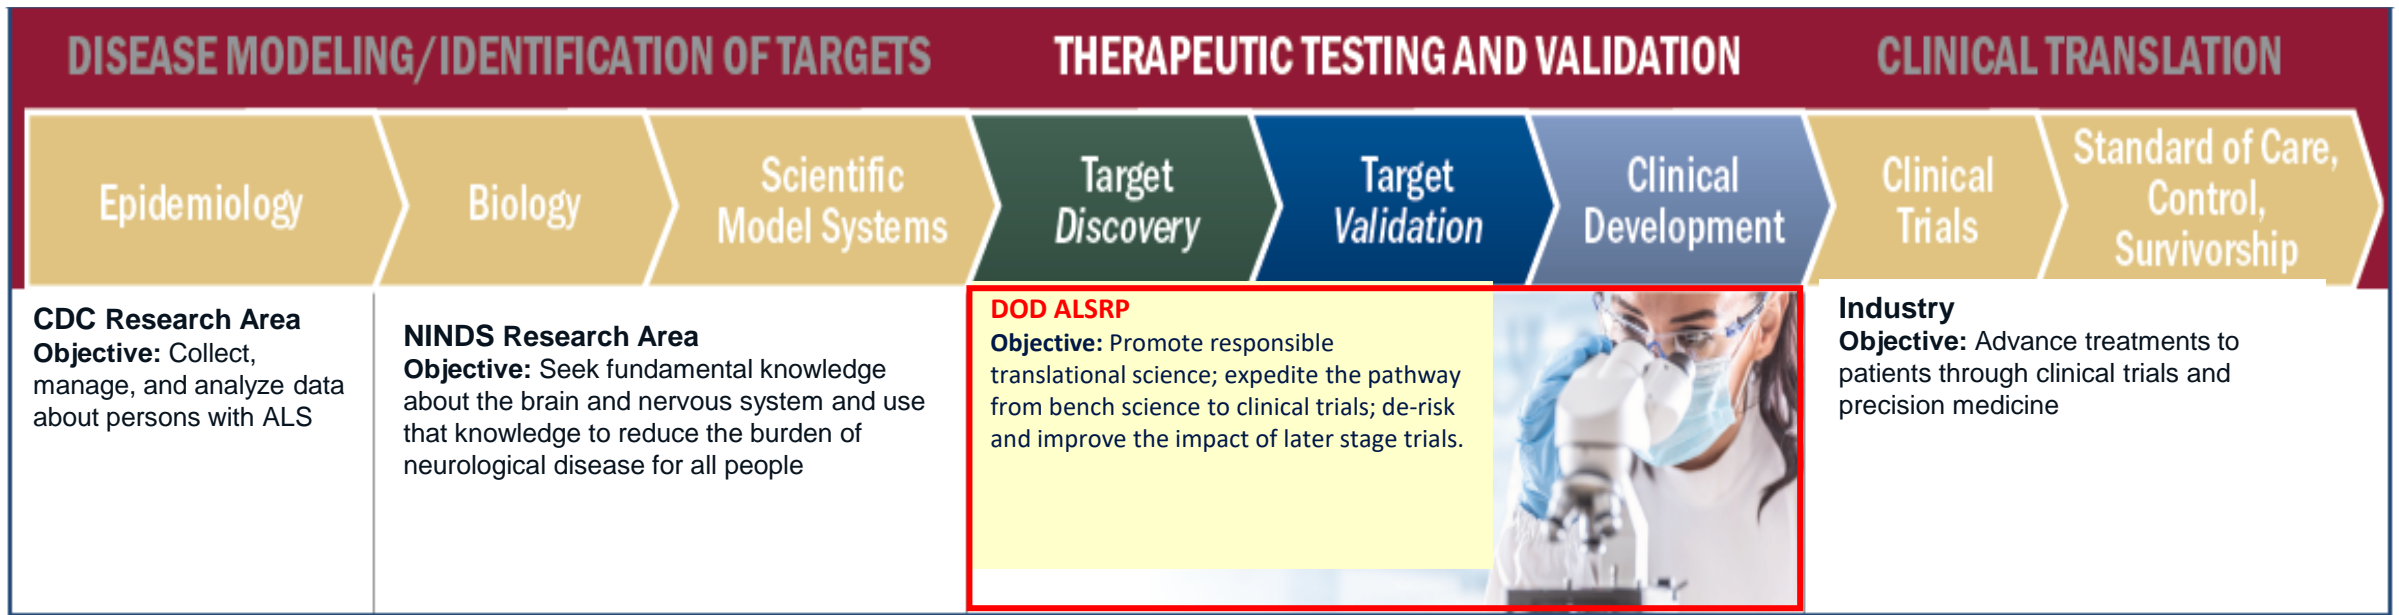 DISEASE MODELING/IDENTIFICATION OF TARGETS
THERAPEUTIC TESTING AND VALIDATION
CLINICAL TRANSLATION
Epidemiology
Biology
Scientific
Model Systems
Target
Discovery
Target
Validation
Clinical
Development
Clinical
Trials
Standard of Care,
Control,
Survivorship
CDC Research Area
Objective: Collect,
manage, and analyze data
about persons with ALS
NINDS Research Area
Objective: Seek fundamental knowledge
about the brain and nervous system and use
that knowledge to reduce the burden of
neurological disease for all people
DOD ALSRP
Objective: Promote responsible
translational science; expedite the pathway
from bench science to clinical trials; de-risk
and improve the impact of later stage trials.
Industry
Objective: Advance treatments to
patients through clinical trials and
precision medicine